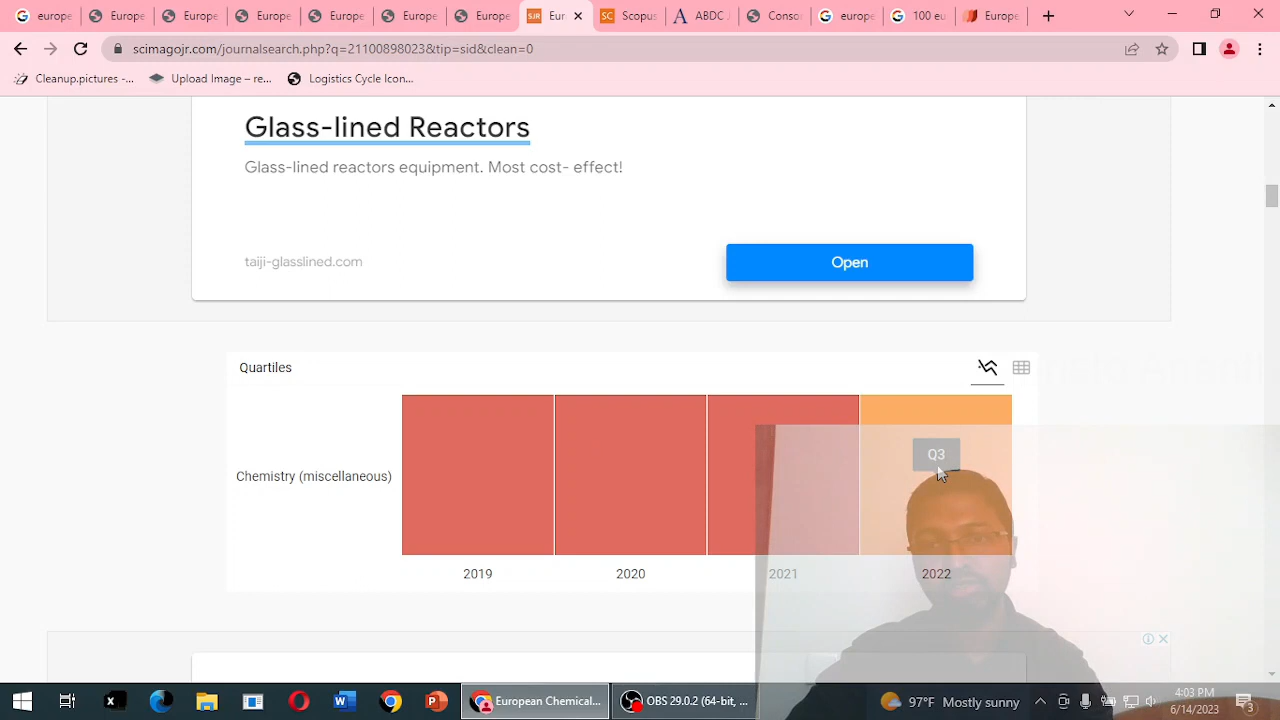 Europe
Europe
Europe
Europe
Europe
Europe
Eur
Scopus
ABDC
Conso
europe
100 eu
Europe
scimagojr.com/journalsearch.php?q=21100898023&tip=sid&clean=0
Cleanup.pictures -...
Upload Image – re...
Logistics Cycle Icon...
Glass-lined Reactors
Glass-lined reactors equipment. Most cost- effect!
taiji-glasslined.com
Open
Quartiles
Q3
Chemistry (miscellaneous)
2019 2020 2021 2022
European Chemical...
OBS 29.0.2 (64-bit, ...
97°F Mostly sunny
4:03 PM
6/14/2023
3